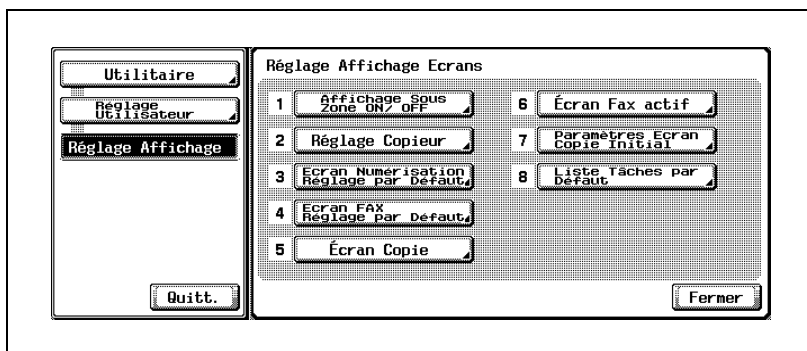 Utilitaire
Réglage
Utilisateur
Réglage Affichage
Quitt.
Réglage Affichage Ecrans
1 Affichage Sous
Zone ON/ OFF
2 Réglage Copieur
3 Ecran Numérisation
Réglage par Défaut
4 Ecran FAX
Réglage par Défaut
5 Écran Copie
6 Écran Fax actif
7 Paramètres Ecran
Copie Initial
8 Liste Tâches par
Défaut
Fermer